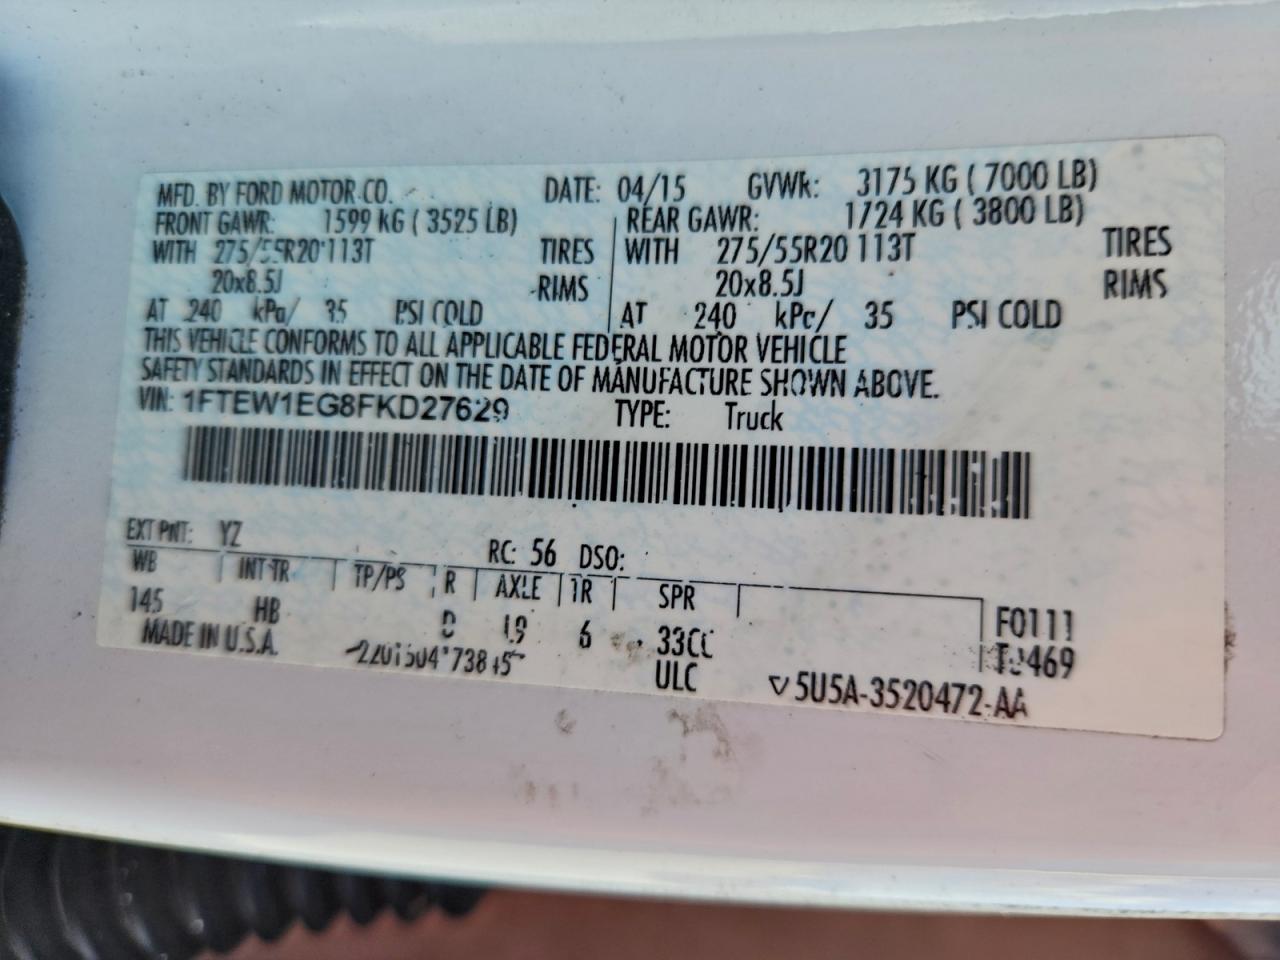 MFD. BY FORD MOTOR CO. DATE: 04/15 GVWR: 3175 KG ( 7000 LB)
FRONT GAWR: 1599 KG ( 3525 LB) REAR GAWR: 1724 KG ( 3800 LB)
WITH 275/55R20 113T TIRES WITH 275/55R20 113T TIRES
20x8.5J RIMS 20x8.5J RIMS
AT 240 kPa/ 35 PSI COLD AT 240 kPa/ 35 PSI COLD
THIS VEHICLE CONFORMS TO ALL APPLICABLE FEDERAL MOTOR VEHICLE
SAFETY STANDARDS IN EFFECT ON THE DATE OF MANUFACTURE SHOWN ABOVE.
VIN: 1FTEW1EG8FKD27629 TYPE: Truck
EXT PNT: YZ RC: 56 DSO:
WB INT TR TP/PS R AXLE TR SPR
145 HB 19 6 33CC F0111
MADE IN U.S.A. ULC
▽ 5U5A-3520472-AA